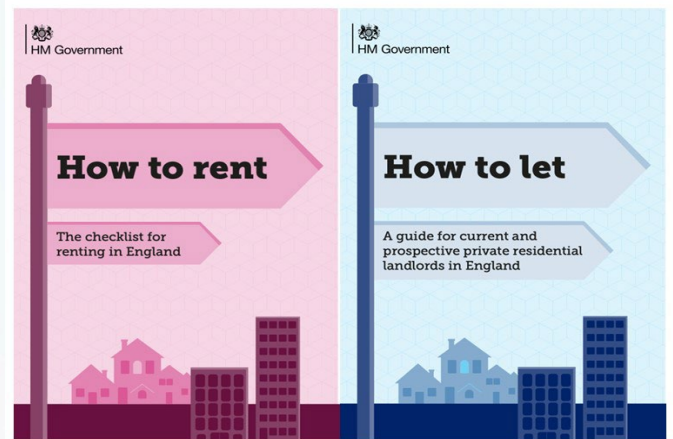 HM Government
How to rent
The checklist for
renting in England
HM Government
How to let
A guide for current and
prospective private residential
landlords in England